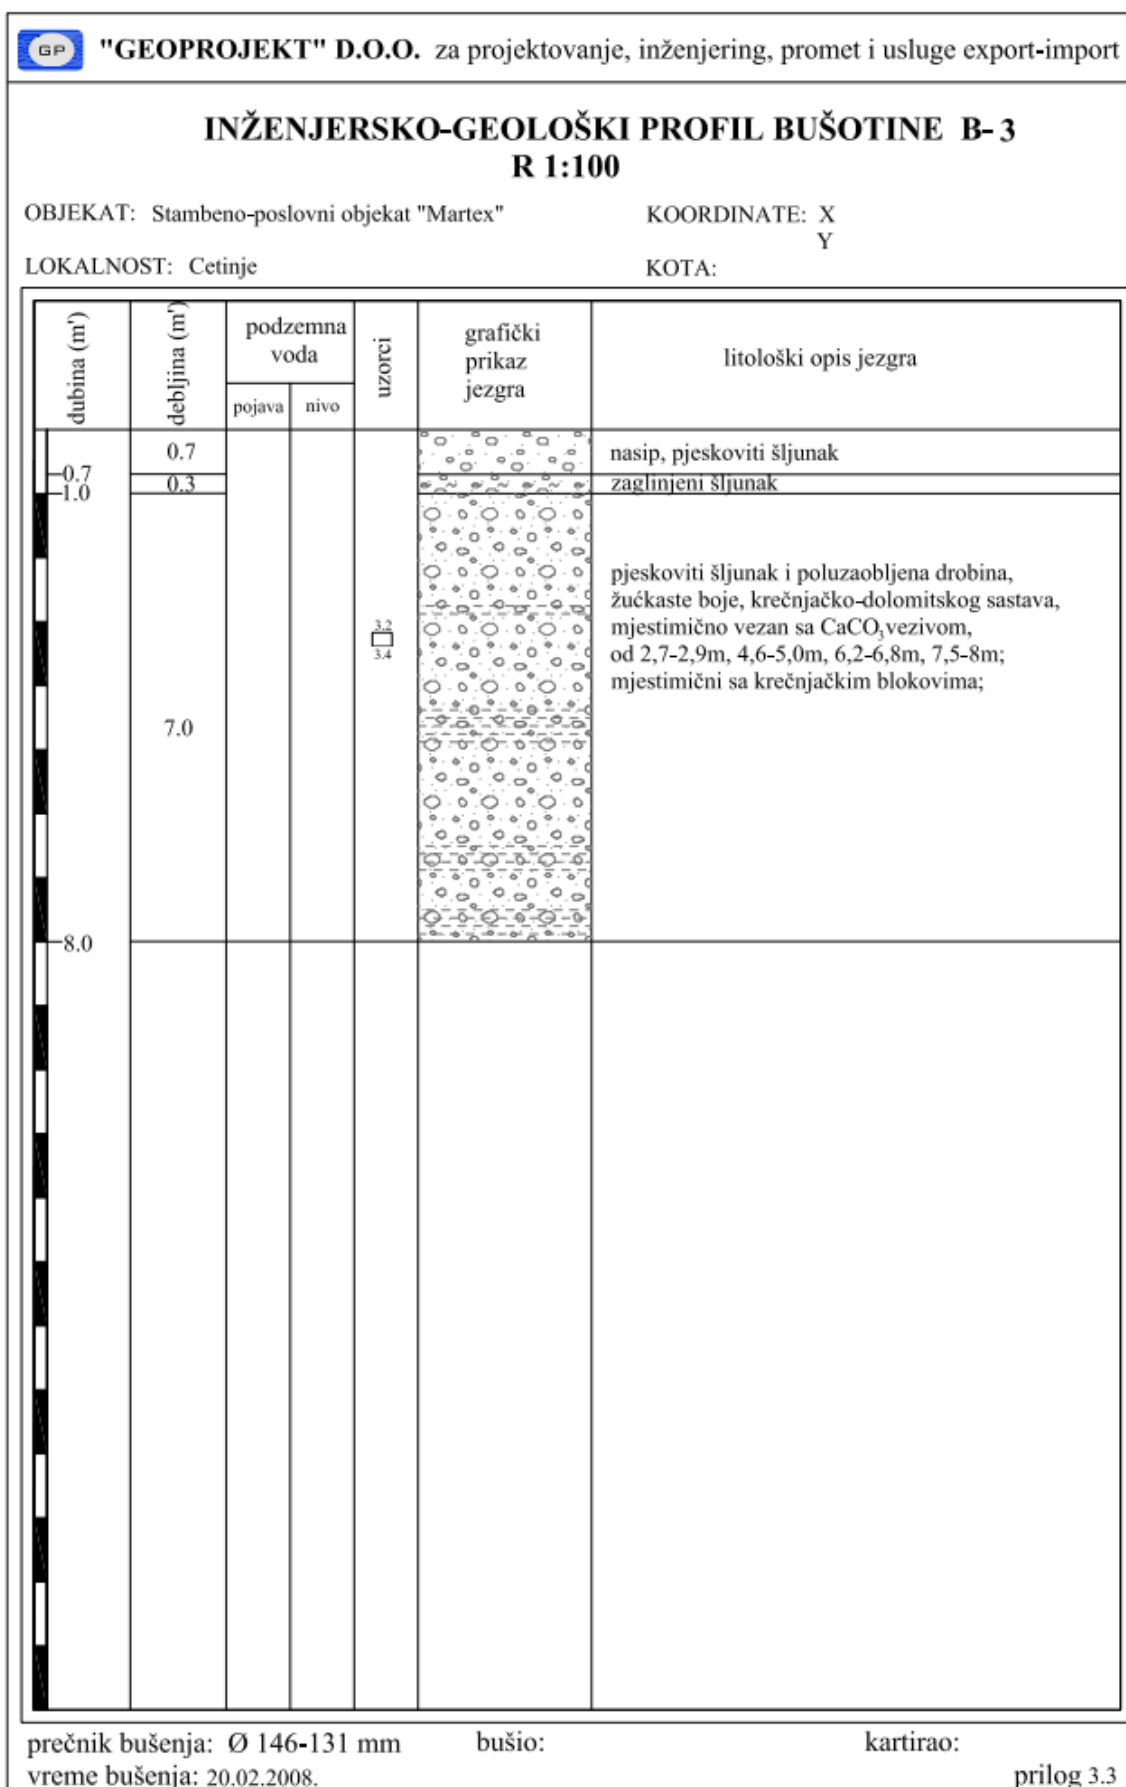 GP "GEOPROJEKT" D.O.O. za projektovanje, inženjering, promet i usluge export-import
INŽENJERSKO-GEOLOŠKI PROFIL BUŠOTINE B-3
R 1:100
OBJEKAT: Stambeno-poslovni objekat "Martex"
KOORDINATE: X
Y
LOKALNOST: Cetinje
KOTA:
dubina (m')
debljina (m')
podzemna
voda
pojava
nivo
uzorci
grafički
prikaz
jezgra
litološki opis jezgra
0.7
nasip, pjeskoviti šljunak
0.7
0.3
zaglinjeni šljunak
1.0
pjeskoviti šljunak i poluzaobljena drobina,
žućkaste boje, krečnjačko-dolomitskog sastava,
mjestimično vezan sa CaCO₃vezivom,
od 2,7-2,9m, 4,6-5,0m, 6,2-6,8m, 7,5-8m;
mjestimični sa krečnjačkim blokovima;
3.2
3.4
7.0
8.0
prečnik bušenja: Ø 146-131 mm
bušio:
kartirao:
vreme bušenja: 20.02.2008.
prilog 3.3